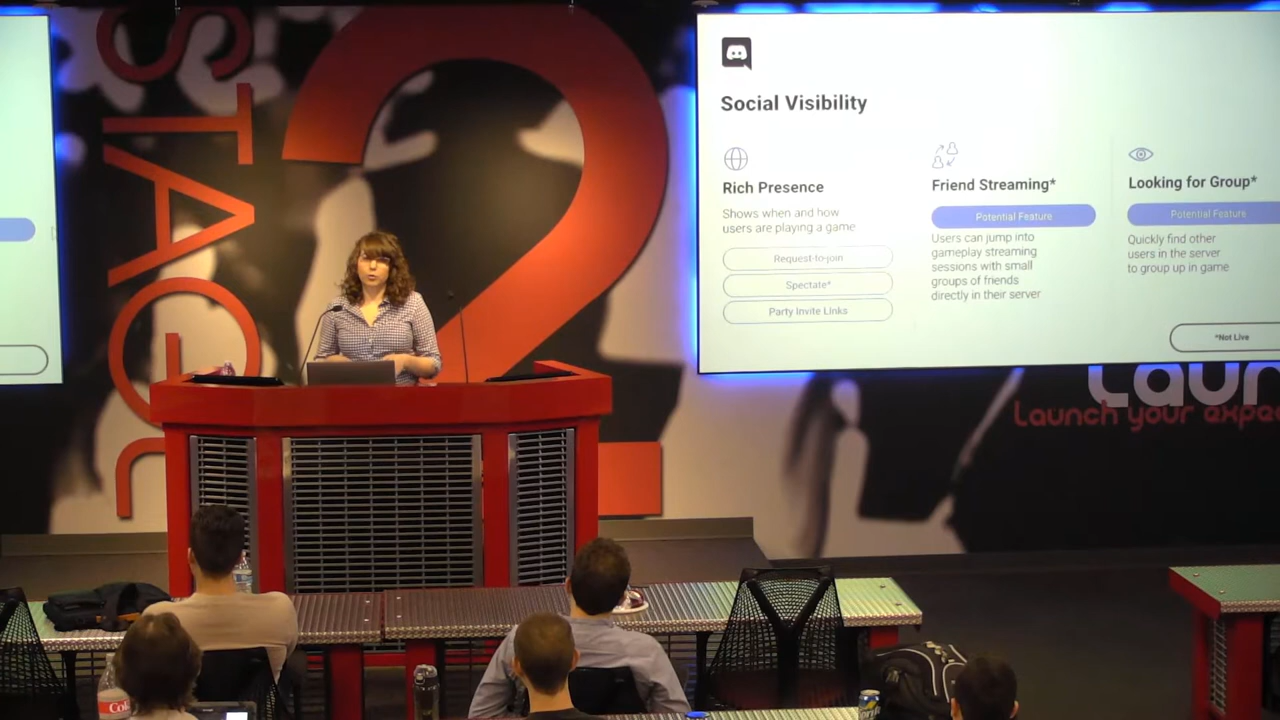 STAGE
2
Social Visibility
Rich Presence
Shows when and how
users are playing a game
Request-to-join
Spectate*
Party Invite Links
Friend Streaming*
Potential Feature
Users can jump into
gameplay streaming
sessions with small
groups of friends
directly in their server
Looking for Group*
Potential Feature
Quickly find other
users in the server
to group up in game
*Not Live
Laun
Launch your expe